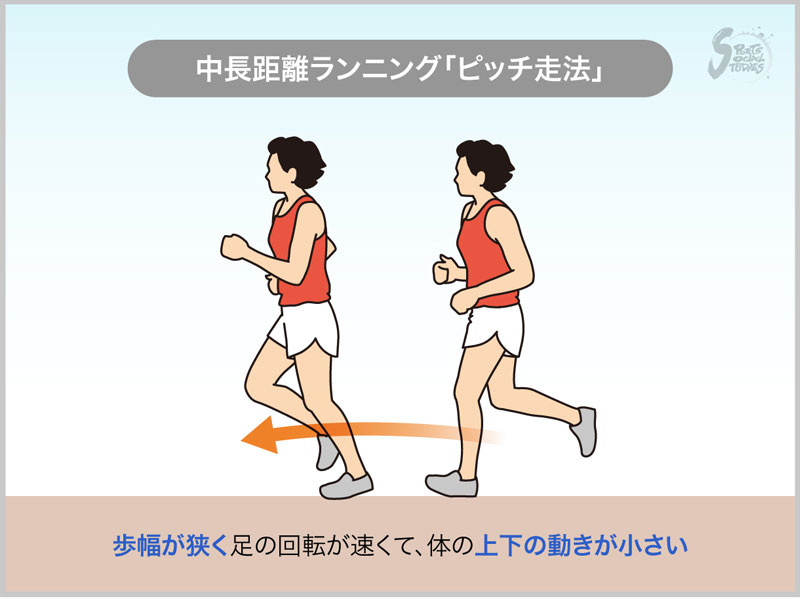 中長距離ランニング「ピッチ走法」
SPORTS
SOCIAL
STORIES
歩幅が狭く足の回転が速くて、体の上下の動きが小さい